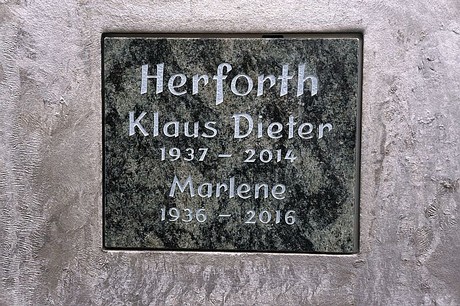 Herforth
Klaus Dieter
1937 – 2014
Marlene
1936 – 2016